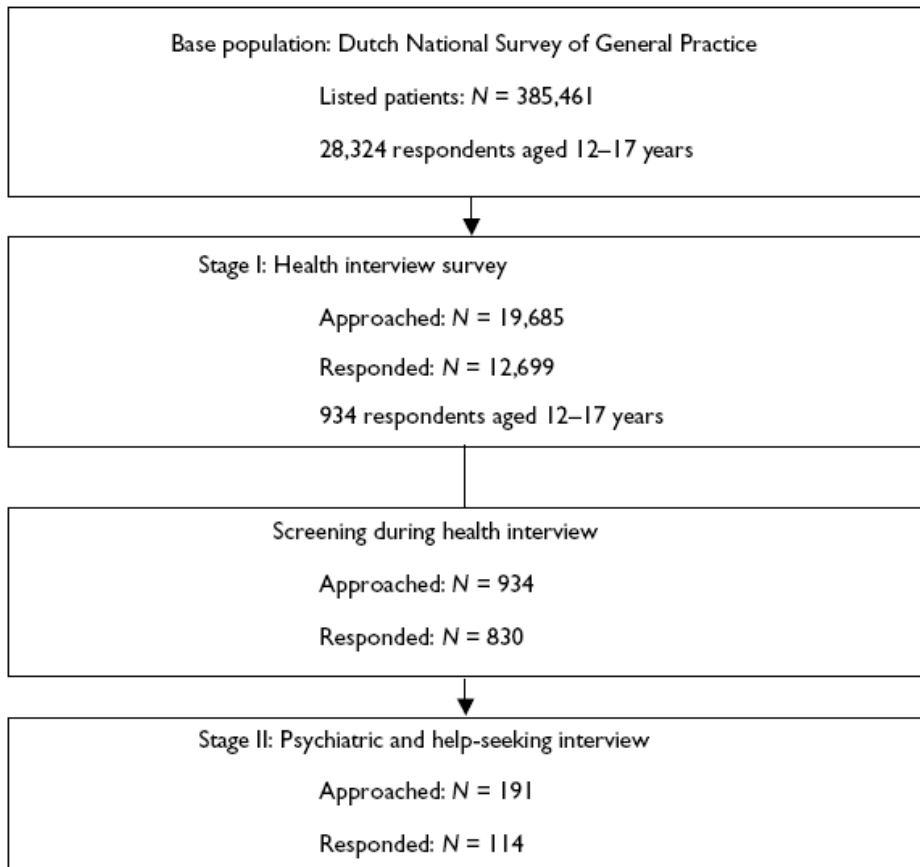 Base population: Dutch National Survey of General Practice
Listed patients: N = 385,461
28,324 respondents aged 12–17 years
Stage I: Health interview survey
Approached: N = 19,685
Responded: N = 12,699
934 respondents aged 12–17 years
Screening during health interview
Approached: N = 934
Responded: N = 830
Stage II: Psychiatric and help-seeking interview
Approached: N = 191
Responded: N = 114